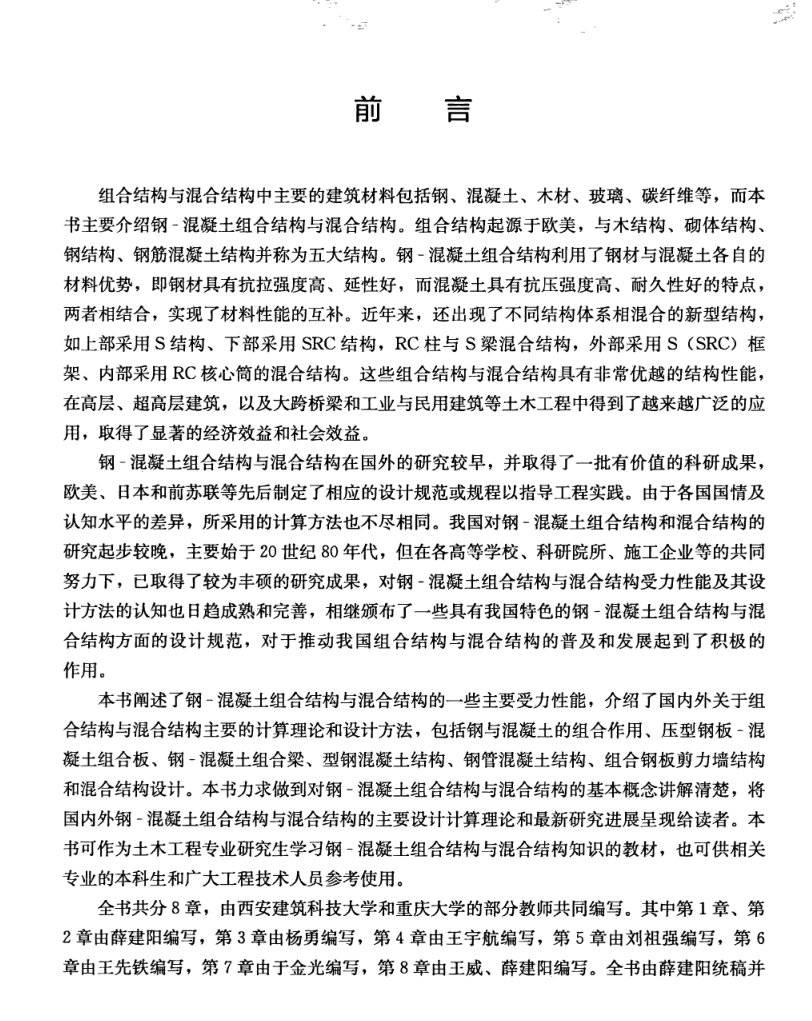 前 言
组合结构与混合结构中主要的建筑材料包括钢、混凝土、木材、玻璃、碳纤维等，而本
书主要介绍钢-混凝土组合结构与混合结构。组合结构起源于欧美，与木结构、砌体结构、
钢结构、钢筋混凝土结构并称为五大结构。钢-混凝土组合结构利用了钢材与混凝土各自的
材料优势，即钢材具有抗拉强度高、延性好，而混凝土具有抗压强度高、耐久性好的特点，
两者相结合，实现了材料性能的互补。近年来，还出现了不同结构体系相混合的新型结构，
如上部采用 S 结构、下部采用 SRC 结构，RC 柱与 S 梁混合结构，外部采用 S（SRC）框
架、内部采用 RC 核心筒的混合结构。这些组合结构与混合结构具有非常优越的结构性能，
在高层、超高层建筑，以及大跨桥梁和工业与民用建筑等土木工程中得到了越来越广泛的应
用，取得了显著的经济效益和社会效益。
钢-混凝土组合结构与混合结构在国外的研究较早，并取得了一批有价值的科研成果，
欧美、日本和前苏联等先后制定了相应的设计规范或规程以指导工程实践。由于各国国情及
认知水平的差异，所采用的计算方法也不尽相同。我国对钢-混凝土组合结构和混合结构的
研究起步较晚，主要始于 20 世纪 80 年代，但在各高等学校、科研院所、施工企业等的共同
努力下，已取得了较为丰硕的研究成果，对钢-混凝土组合结构与混合结构受力性能及其设
计方法的认知也日趋成熟和完善，相继颁布了一些具有我国特色的钢-混凝土组合结构与混
合结构方面的设计规范，对于推动我国组合结构与混合结构的普及和发展起到了积极的
作用。
本书阐述了钢-混凝土组合结构与混合结构的一些主要受力性能，介绍了国内外关于组
合结构与混合结构主要的计算理论和设计方法，包括钢与混凝土的组合作用、压型钢板-混
凝土组合板、钢-混凝土组合梁、型钢混凝土结构、钢管混凝土结构、组合钢板剪力墙结构
和混合结构设计。本书力求做到对钢-混凝土组合结构与混合结构的基本概念讲解清楚，将
国内外钢-混凝土组合结构与混合结构的主要设计计算理论和最新研究进展呈现给读者。本
书可作为土木工程专业研究生学习钢-混凝土组合结构与混合结构知识的教材，也可供相关
专业的本科生和广大工程技术人员参考使用。
全书共分 8 章，由西安建筑科技大学和重庆大学的部分教师共同编写。其中第 1 章、第
2 章由薛建阳编写，第 3 章由杨勇编写，第 4 章由王宇航编写，第 5 章由刘祖强编写，第 6
章由王先铁编写，第 7 章由于金光编写，第 8 章由王威、薛建阳编写。全书由薛建阳统稿并